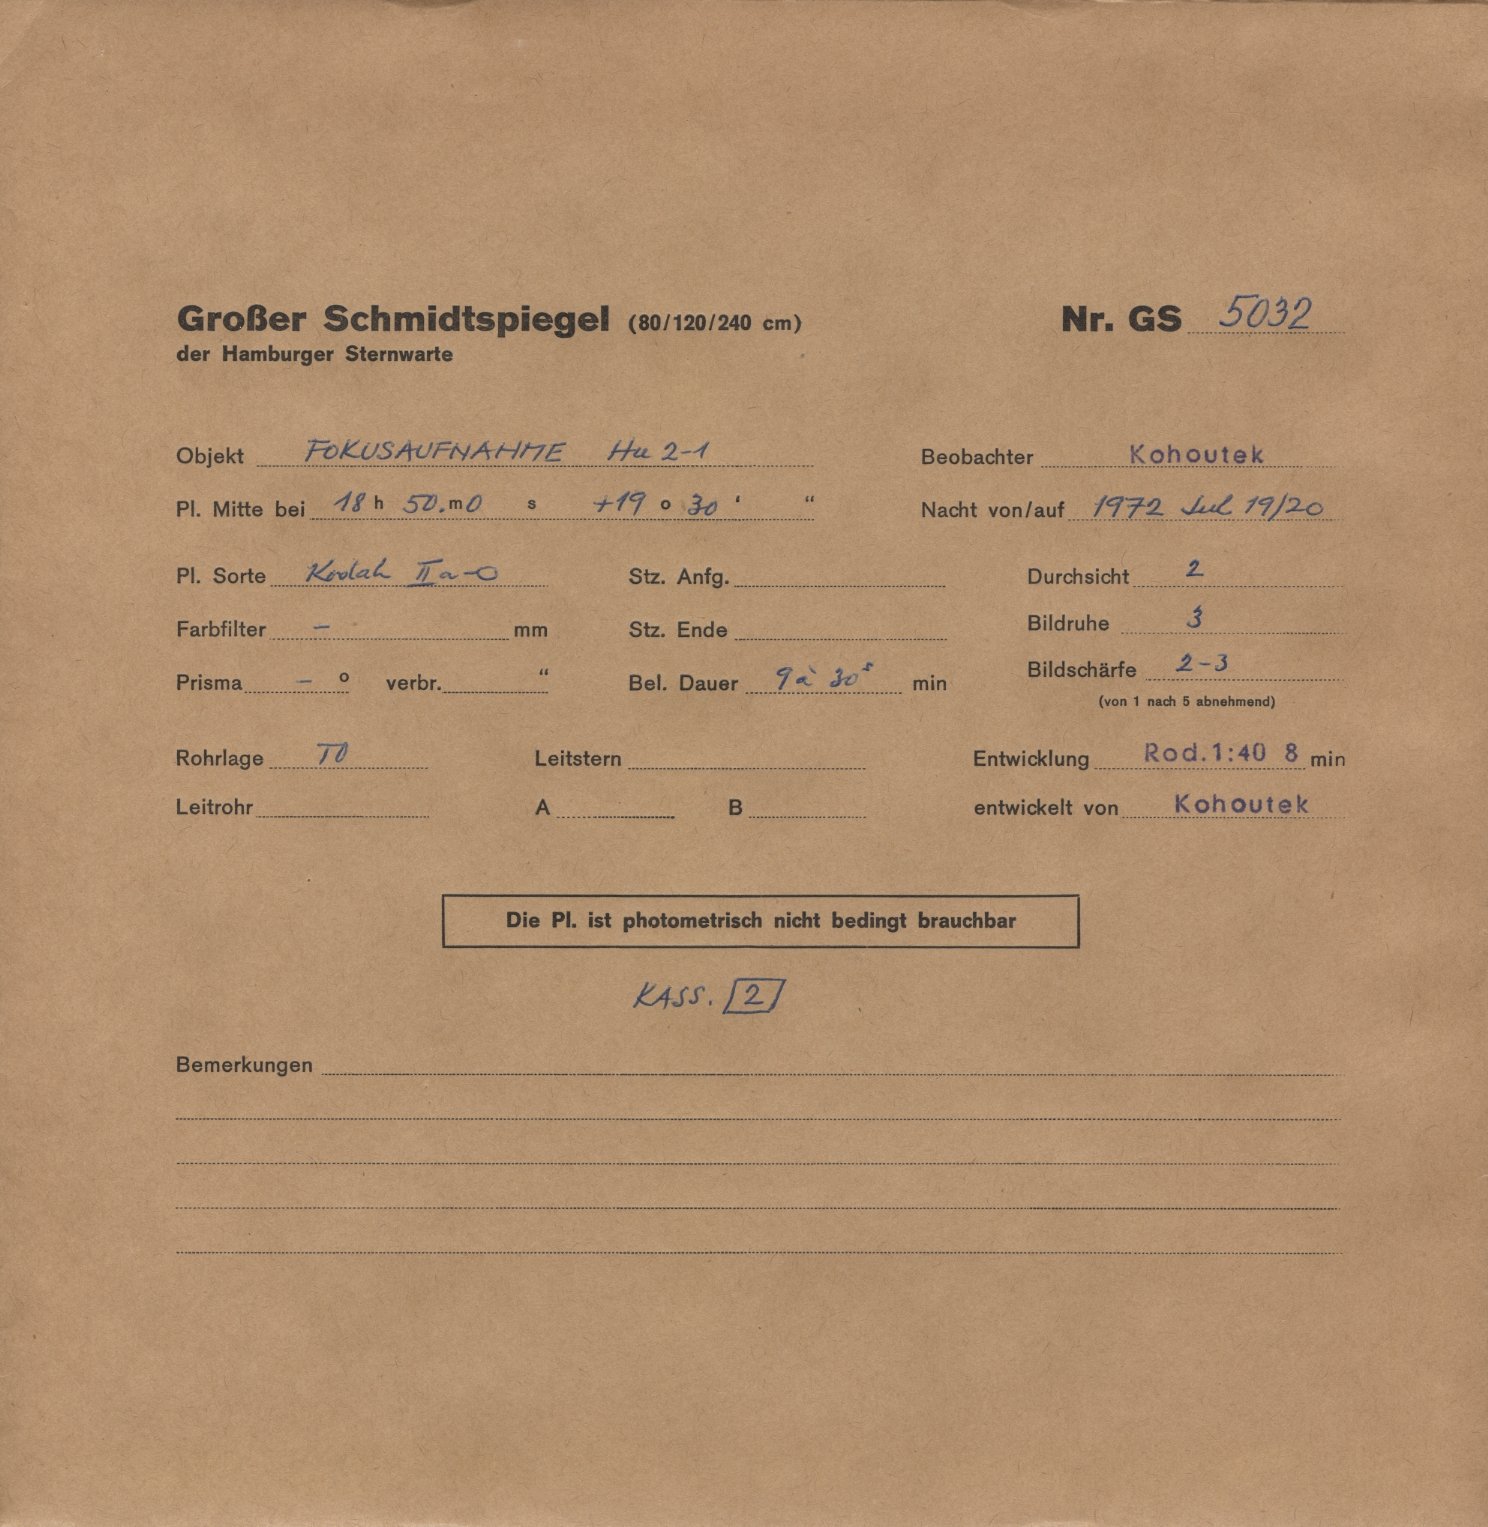 Großer Schmidtspiegel (80/120/240 cm) Nr. GS 5032
der Hamburger Sternwarte
Objekt FOKUSAUFNAHME Hu 2-1 Beobachter Kohoutek
Pl. Mitte bei 18 h 50. m 0 s +19 o 30 ‘ “ Nacht von/auf 1972 Jul 19/20
Pl. Sorte Kodak IIa-O Stz. Anfg. Durchsicht 2
Farbfilter – mm Stz. Ende Bildruhe 3
Prisma – o verbr. “ Bel. Dauer 9 à 30s min Bildschärfe 2-3
(von 1 nach 5 abnehmend)
Rohrlage TO Leitstern Entwicklung Rod.1:40 8 min
Leitrohr A B entwickelt von Kohoutek
Die Pl. ist photometrisch nicht bedingt brauchbar
KASS. 2
Bemerkungen